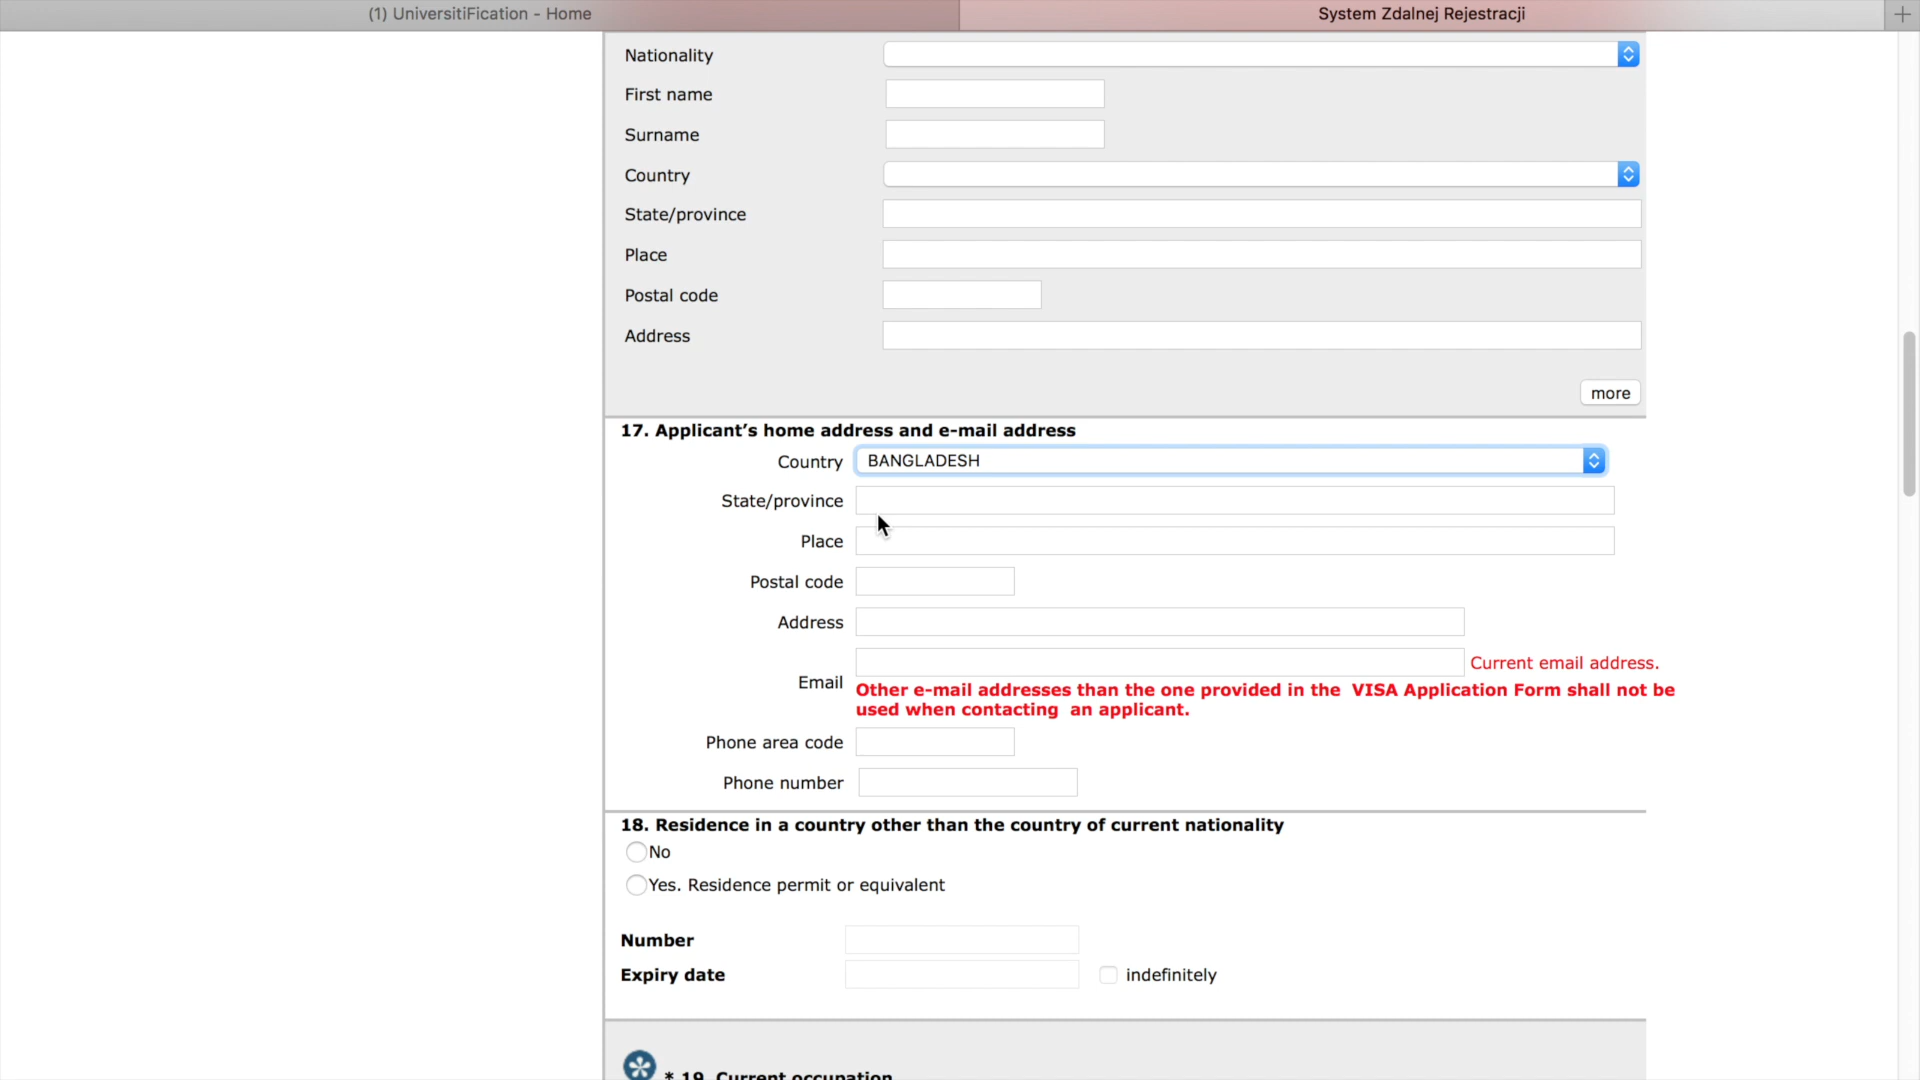 (1) UniversitiFication - Home
System Zdalnej Rejestracji
Nationality
First name
Surname
Country
State/province
Place
Postal code
Address
more
17. Applicant's home address and e-mail address
Country BANGLADESH
State/province
Place
Postal code
Address
Current email address.
Email
Other e-mail addresses than the one provided in the VISA Application Form shall not be
used when contacting an applicant.
Phone area code
Phone number
18. Residence in a country other than the country of current nationality
No
Yes. Residence permit or equivalent
Number
Expiry date
indefinitely
* 19. Current occupation